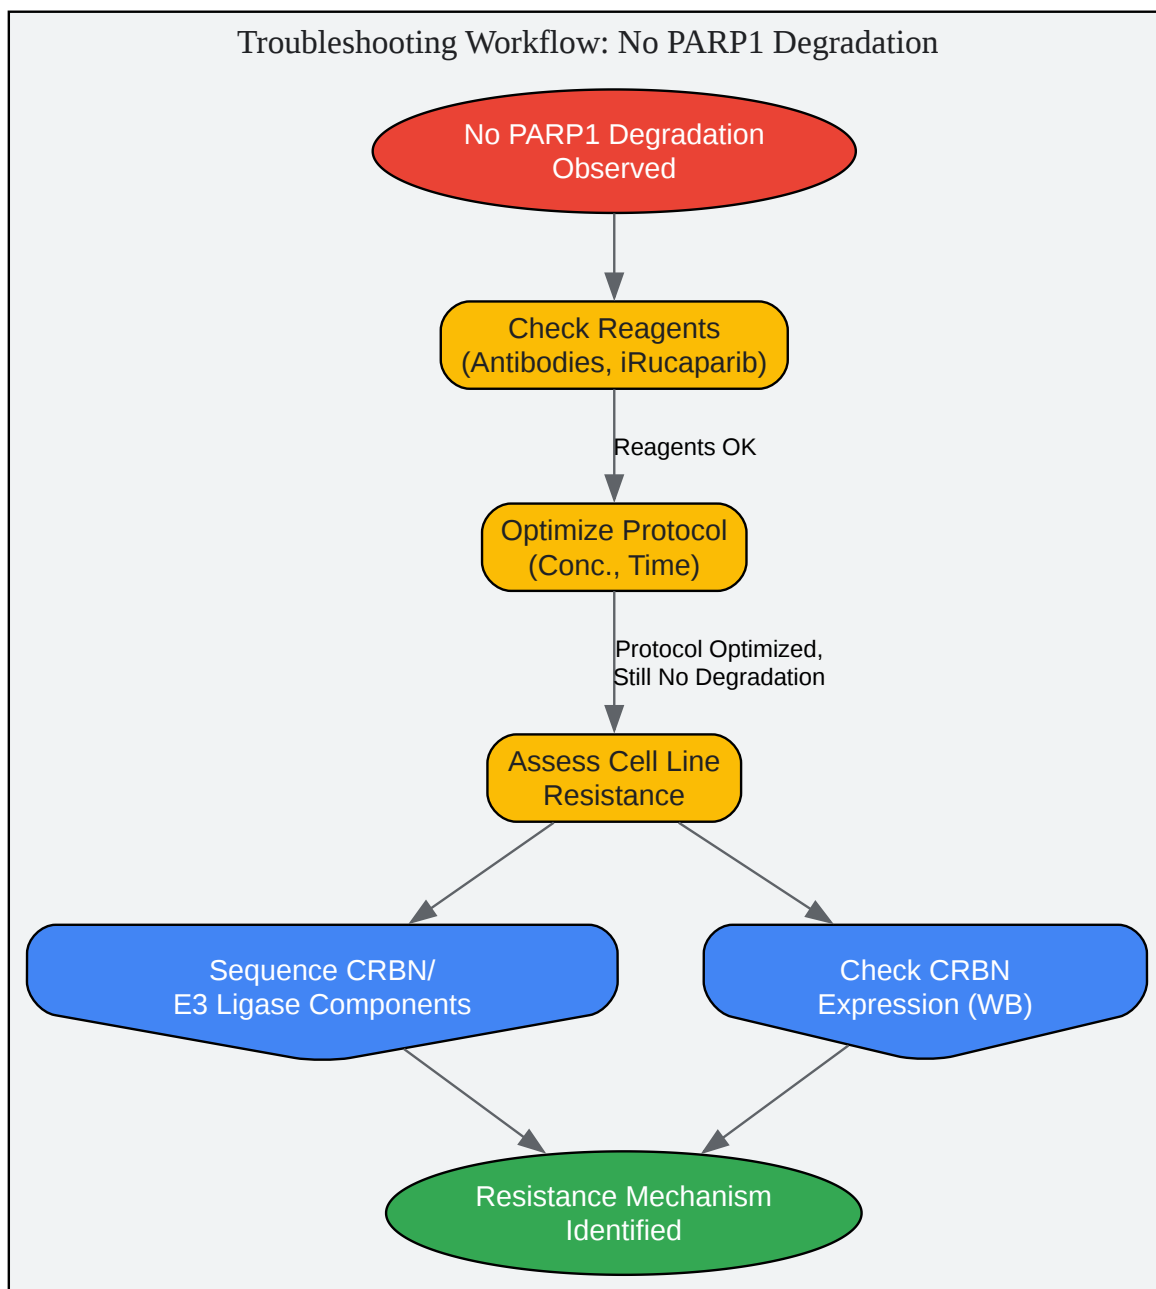 Troubleshooting Workflow: No PARP1 Degradation
No PARP1 Degradation
Observed
Check Reagents
(Antibodies, iRucaparib)
Reagents OK
Optimize Protocol
(Conc., Time)
Protocol Optimized,
Still No Degradation
Assess Cell Line
Resistance
Sequence CRBN/
E3 Ligase Components
Check CRBN
Expression (WB)
Resistance Mechanism
Identified